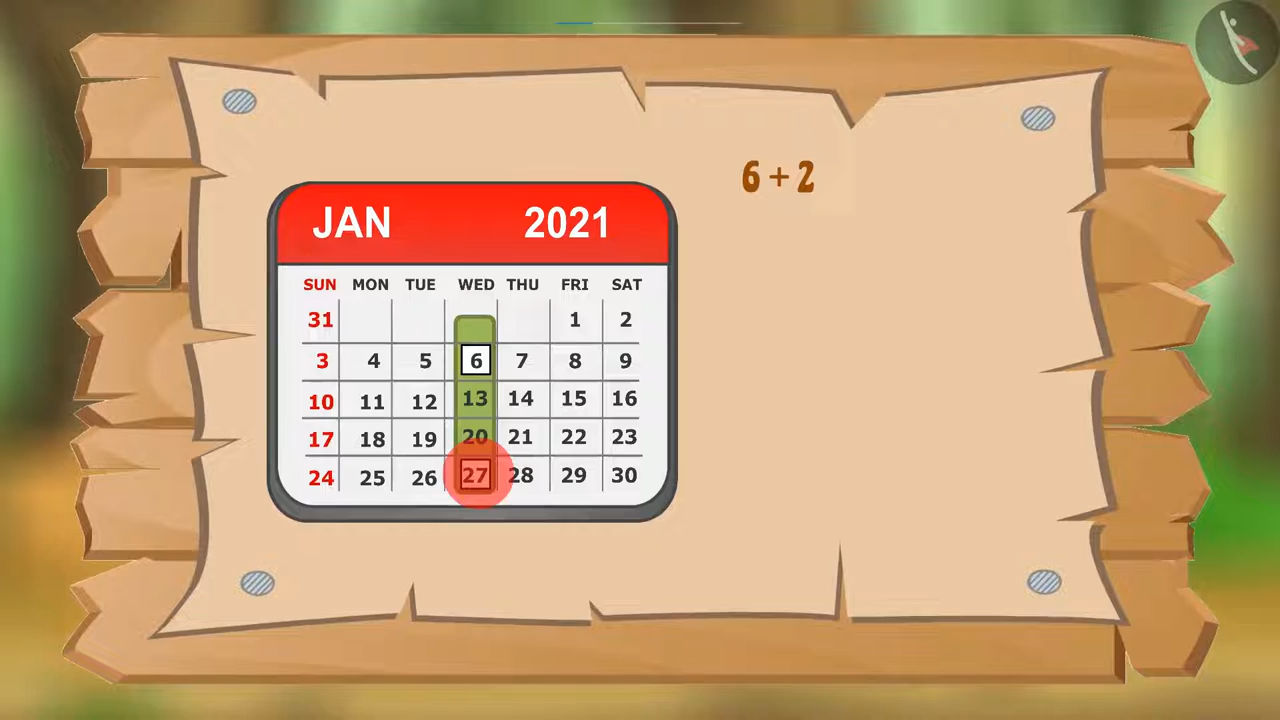 6 + 2
JAN 2021
SUN MON TUE WED THU FRI SAT
31 1 2
3 4 5 6 7 8 9
10 11 12 13 14 15 16
17 18 19 20 21 22 23
24 25 26 27 28 29 30